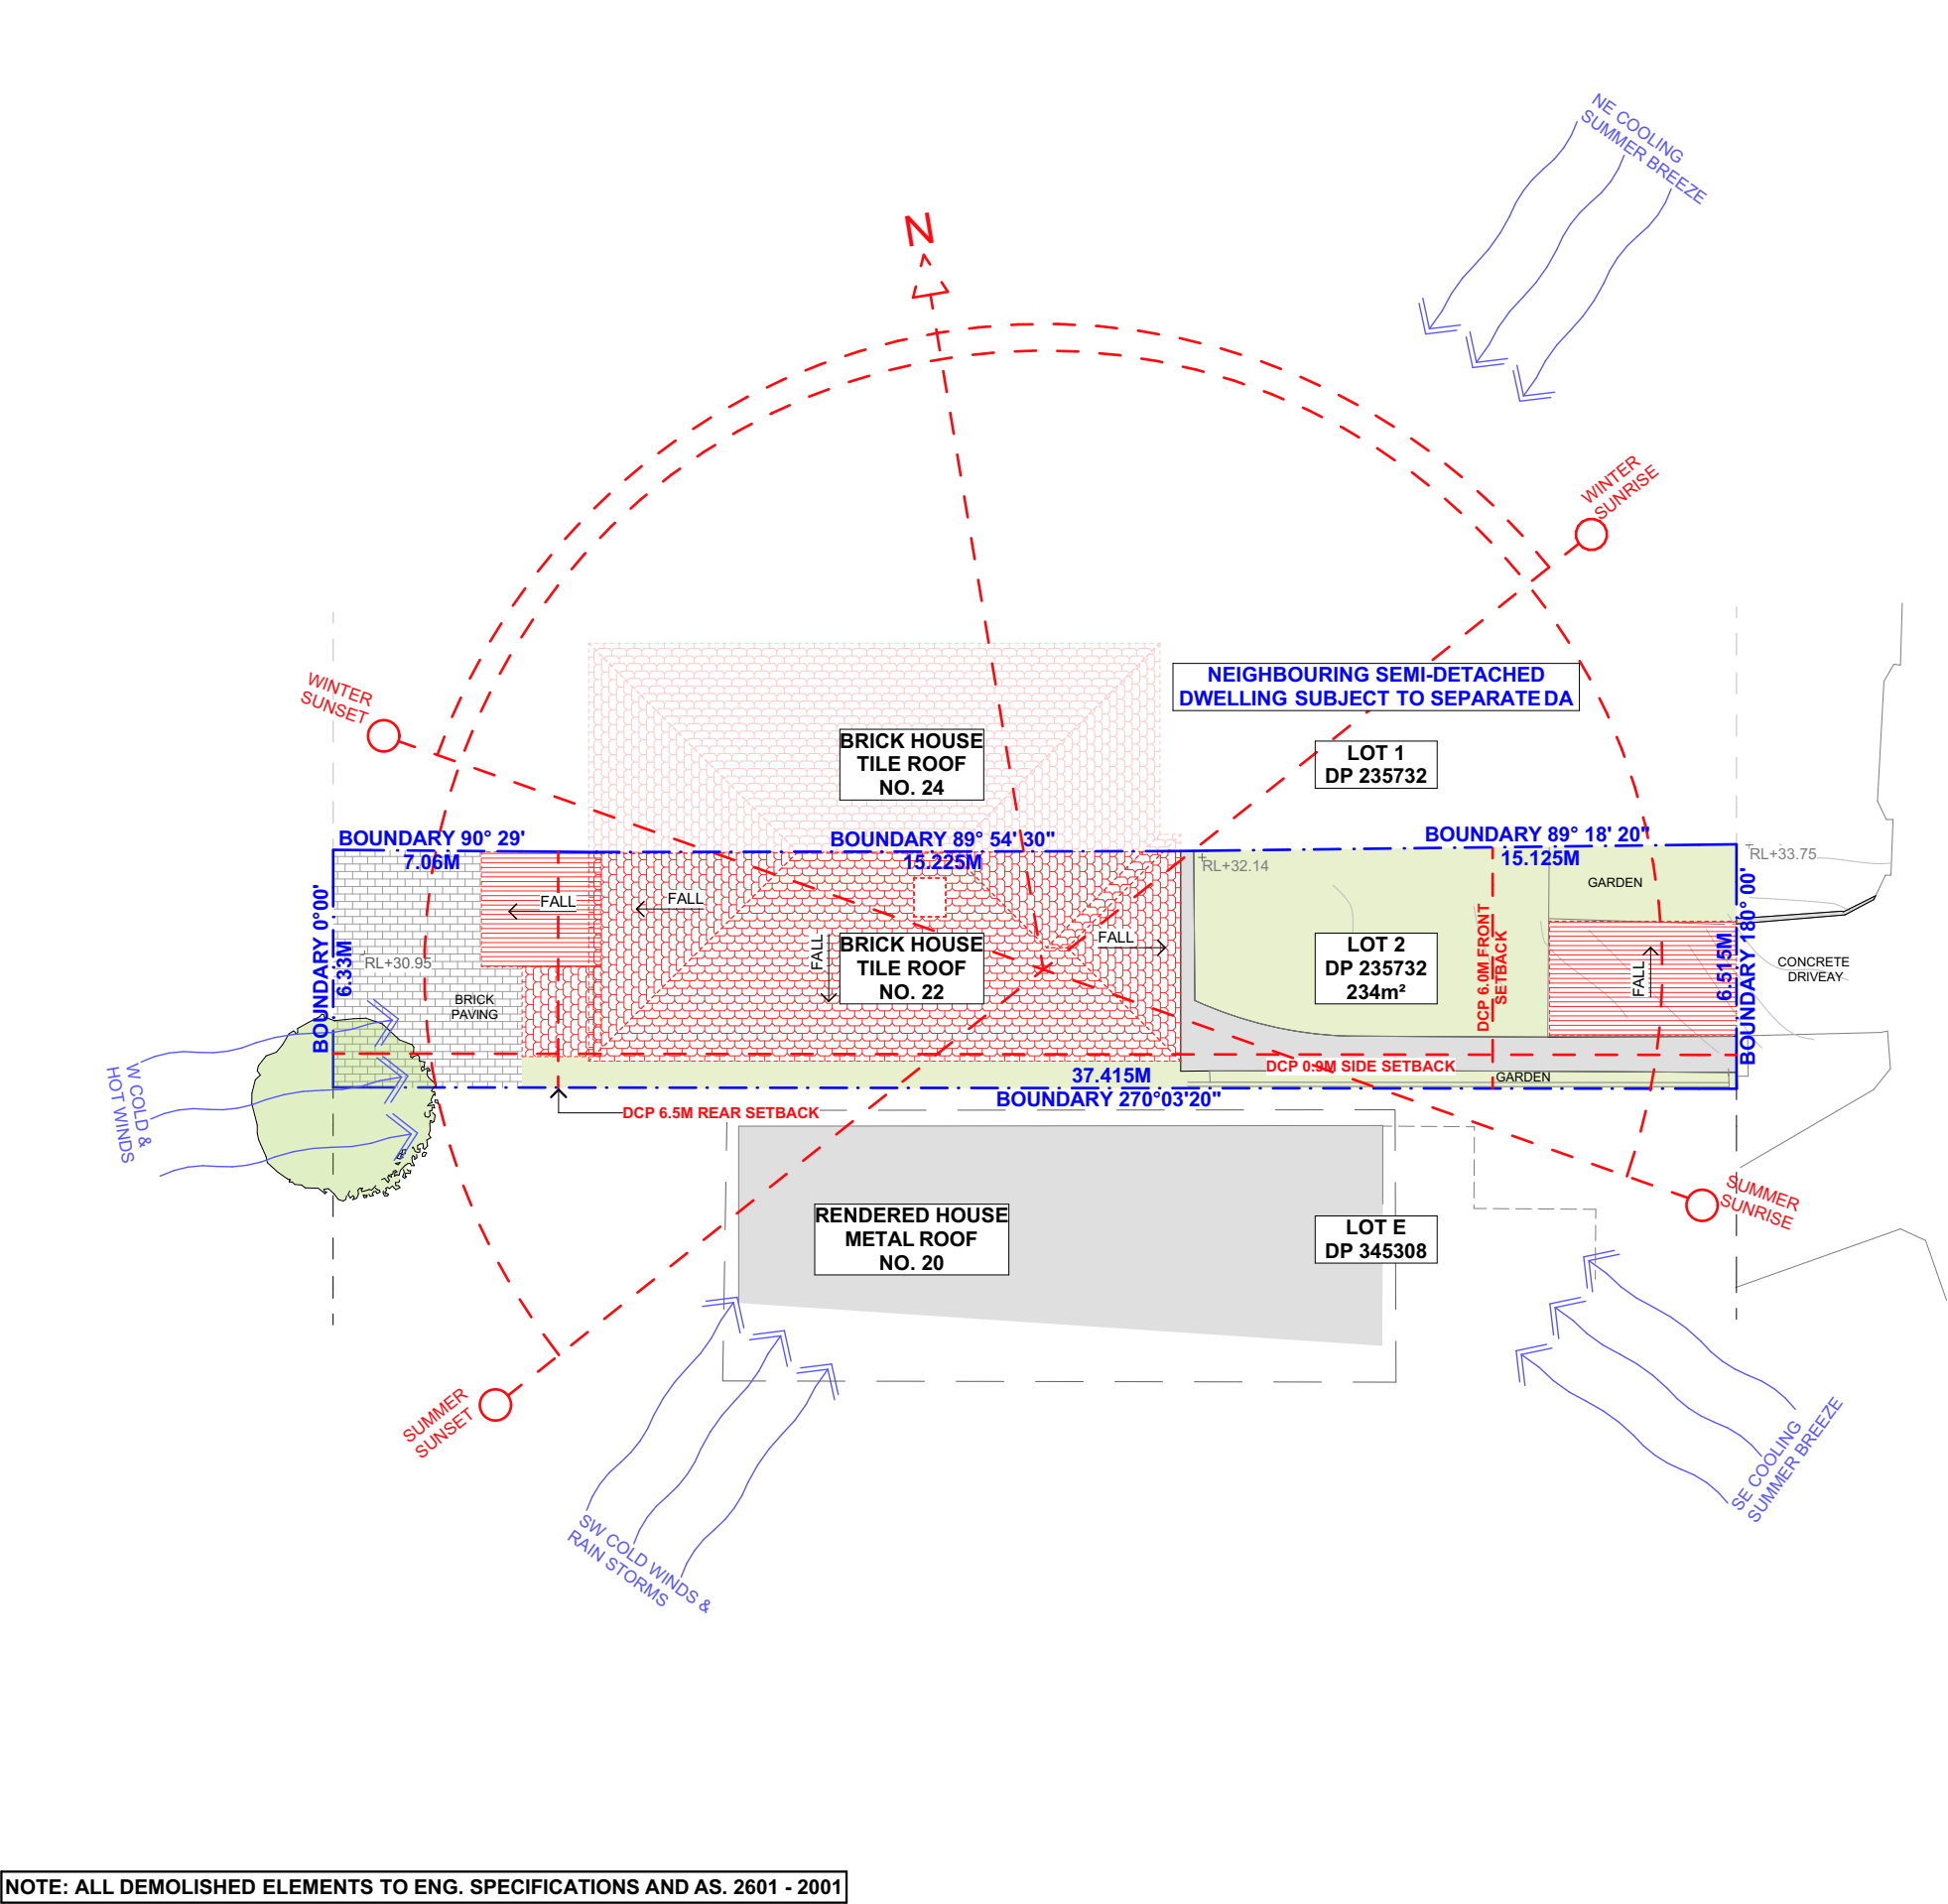 NE COOLING
SUMMER BREEZE
N
WINTER
SUNRISE
WINTER
SUNSET
NEIGHBOURING SEMI-DETACHED
DWELLING SUBJECT TO SEPARATE DA
BRICK HOUSE
TILE ROOF
NO. 24
LOT 1
DP 235732
BOUNDARY 90° 29'
7.06M
BOUNDARY 89° 54' 30"
15.225M
BOUNDARY 89° 18' 20"
15.125M
RL+32.14
RL+33.75
GARDEN
FALL
FALL
FALL
FALL
FALL
BOUNDARY 0°00'
6.33M
RL+30.95
BRICK
PAVING
BRICK HOUSE
TILE ROOF
NO. 22
LOT 2
DP 235732
234m²
DCP 6.0M FRONT
SETBACK
6.515M
BOUNDARY 180° 00'
CONCRETE
DRIVEAY
DCP 0.9M SIDE SETBACK
GARDEN
37.415M
BOUNDARY 270°03'20"
DCP 6.5M REAR SETBACK
W COLD &
HOT WINDS
RENDERED HOUSE
METAL ROOF
NO. 20
LOT E
DP 345308
SUMMER
SUNRISE
SUMMER
SUNSET
SE COOLING
SUMMER BREEZE
SW COLD WINDS &
RAIN STORMS
NOTE: ALL DEMOLISHED ELEMENTS TO ENG. SPECIFICATIONS AND AS. 2601 - 2001